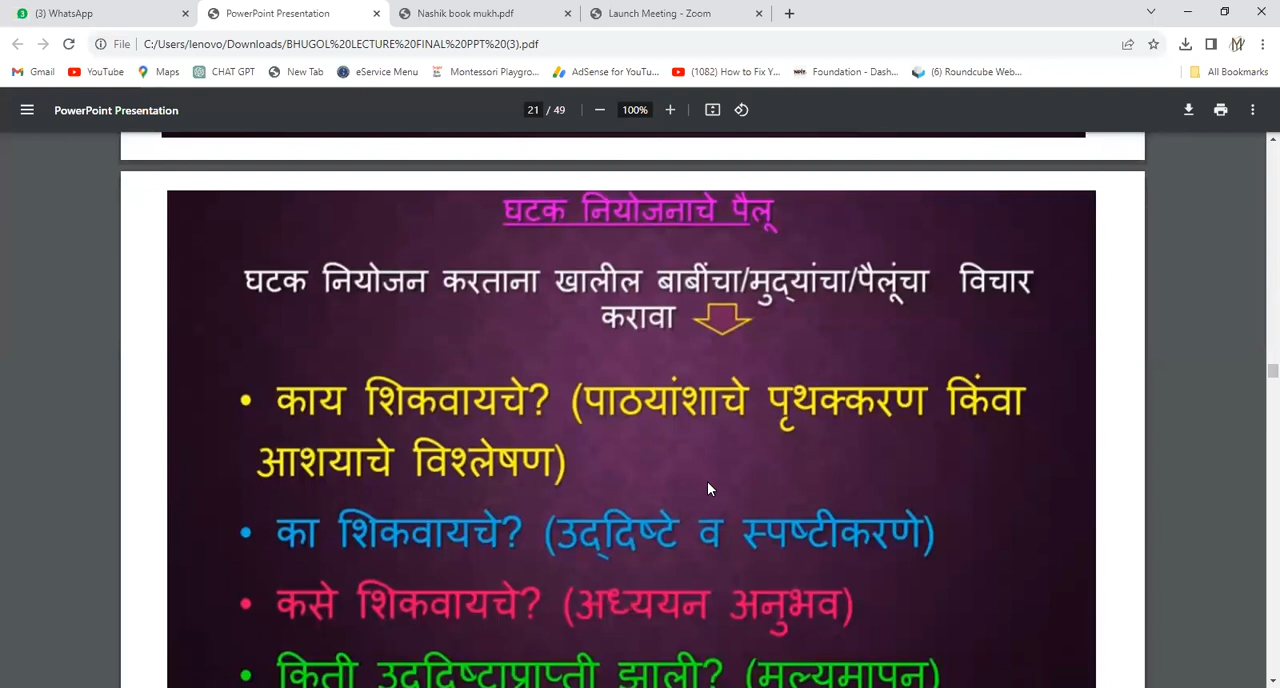 (3) WhatsApp
PowerPoint Presentation
Nashik book mukh.pdf
Launch Meeting - Zoom
File C:/Users/lenovo/Downloads/BHUGOL%20LECTURE%20FINAL%20PPT%20(3).pdf
Gmail YouTube Maps CHAT GPT New Tab eService Menu Montessori Playgro... AdSense for YouTu... (1082) How to Fix Y... Foundation - Dash... (6) Roundcube Web... All Bookmarks
PowerPoint Presentation 21 / 49 100%
घटक नियोजनाचे पैलू
घटक नियोजन करताना खालील बाबींचा/मुद्यांचा/पैलूंचा विचार
करावा
• काय शिकवायचे? (पाठयांशाचे पृथक्करण किंवा
आशयाचे विश्लेषण)
• का शिकवायचे? (उद्दिष्टे व स्पष्टीकरणे)
• कसे शिकवायचे? (अध्ययन अनुभव)
• किती उद्दिष्टाप्राप्ती झाली? (मूल्यमापन)